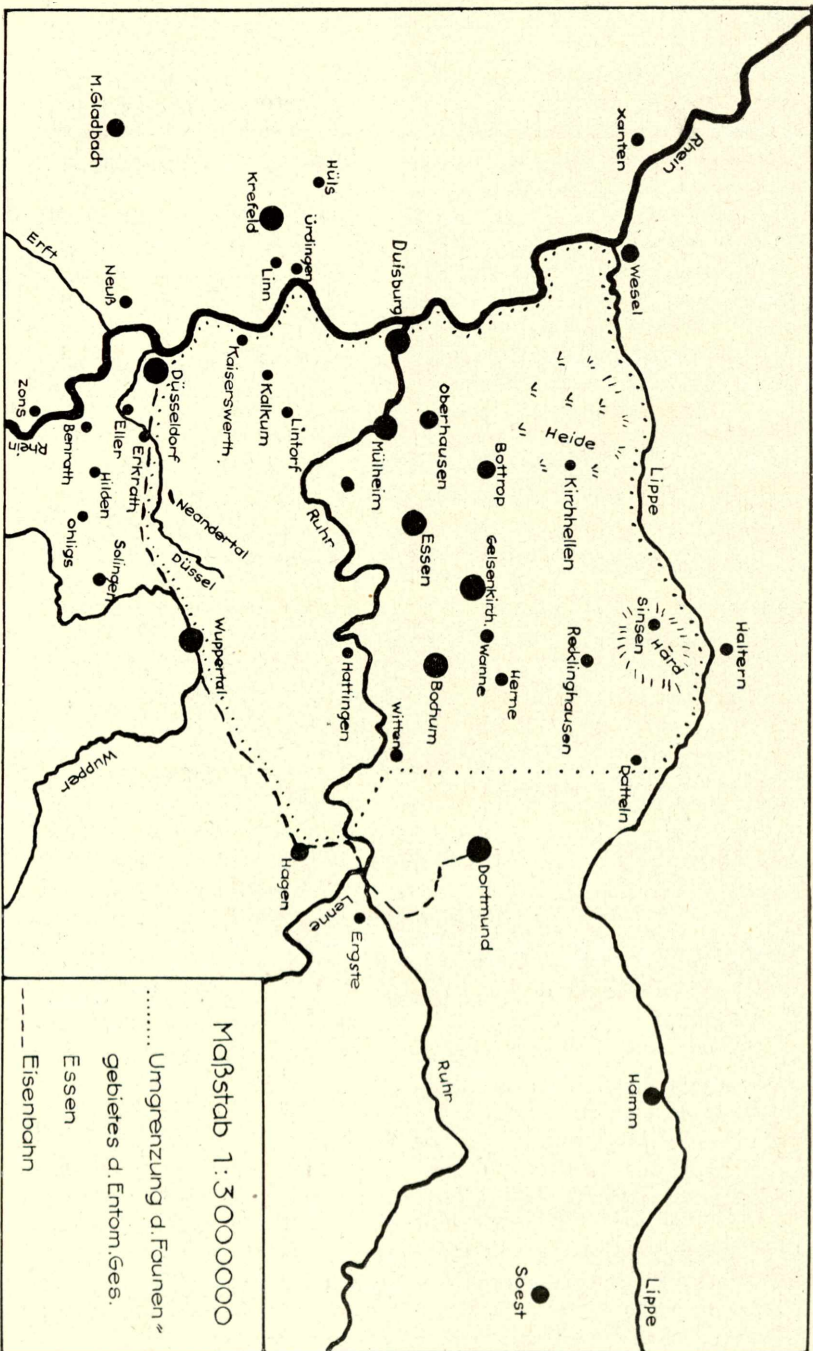 Haltern
Rhein
Xanten
Wesel
Lippe
Härd
Sinsen
Datteln
Hamm
Lippe
Heide
Kirchhellen
Recklinghausen
Soest
Bottrop
Gelsenkirch.
Wanne
Herne
Dortmund
Oberhausen
Essen
Bochum
Ruhr
Duisburg
Mülheim
Witten
Hüls
Ürdingen
Ruhr
Hattingen
Lenne
Ergste
Krefeld
Linn
Lintorf
Kalkum
Kaiserswerth.
Hagen
Düsseldorf
Neandertal
Düssel
Wuppertal
M.Gladbach
Neuß
Erkrath
Eller
Solingen
Hilden
Benrath
Ohligs
Wupper
Erft
Zons
Rhein
Maßstab 1:3000000
........ Umgrenzung d.Faunen=
gebietes d.Entom.Ges.
Essen
---- Eisenbahn